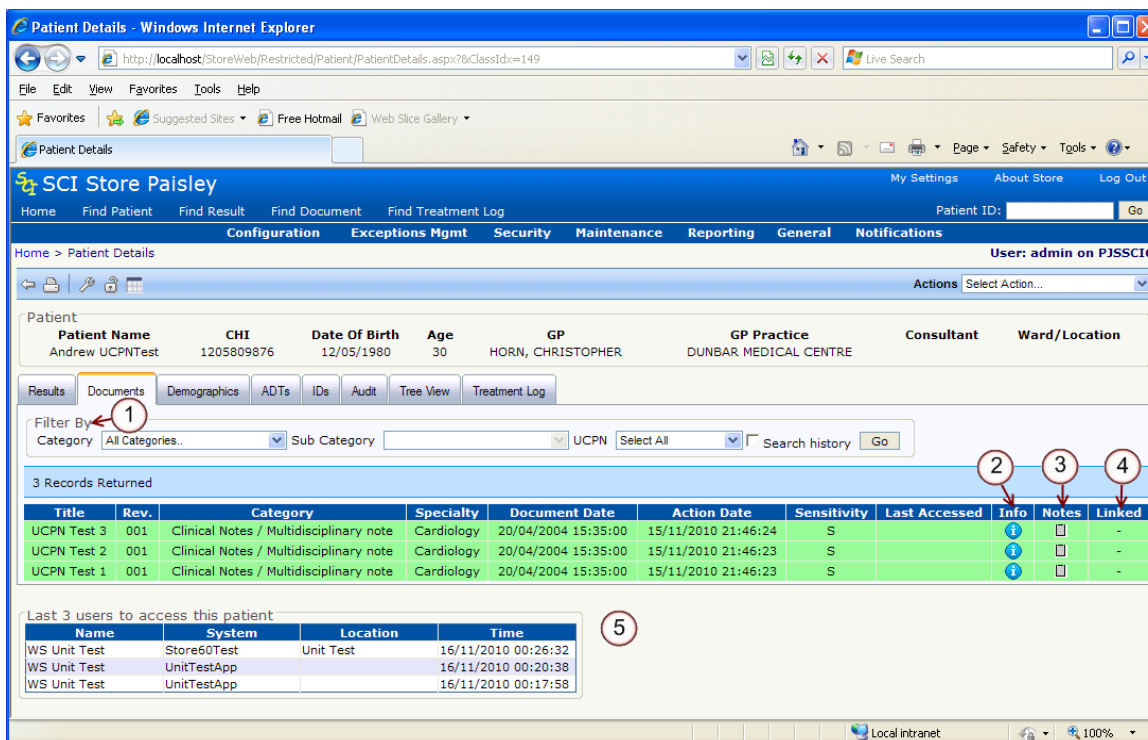 Patient Details - Windows Internet Explorer
http://localhost/StoreWeb/Restricted/Patient/PatientDetails.aspx?&ClassIdx=149 Live Search
File Edit View Favorites Tools Help
Favorites Suggested Sites Free Hotmail Web Slice Gallery
Patient Details Page Safety Tools
SCI Store Paisley My Settings About Store Log Out
Home Find Patient Find Result Find Document Find Treatment Log Patient ID: Go
Configuration Exceptions Mgmt Security Maintenance Reporting General Notifications
Home > Patient Details User: admin on PJSSCI
Actions Select Action...
Patient
Patient Name CHI Date Of Birth Age GP GP Practice Consultant Ward/Location
Andrew UCPNTest 1205809876 12/05/1980 30 HORN, CHRISTOPHER DUNBAR MEDICAL CENTRE
Results Documents Demographics ADTs IDs Audit Tree View Treatment Log
Filter By 1
Category All Categories.. Sub Category UCPN Select All Search history Go
2 3 4
3 Records Returned
Title Rev. Category Specialty Document Date Action Date Sensitivity Last Accessed Info Notes Linked
UCPN Test 3 001 Clinical Notes / Multidisciplinary note Cardiology 20/04/2004 15:35:00 15/11/2010 21:46:24 S -
UCPN Test 2 001 Clinical Notes / Multidisciplinary note Cardiology 20/04/2004 15:35:00 15/11/2010 21:46:23 S -
UCPN Test 1 001 Clinical Notes / Multidisciplinary note Cardiology 20/04/2004 15:35:00 15/11/2010 21:46:23 S -
Last 3 users to access this patient 5
Name System Location Time
WS Unit Test Store60Test Unit Test 16/11/2010 00:26:32
WS Unit Test UnitTestApp 16/11/2010 00:20:38
WS Unit Test UnitTestApp 16/11/2010 00:17:58
Local intranet 100%